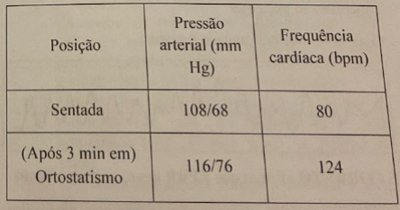 Posição
Pressão
arterial (mm
Hg)
Frequência
cardíaca (bpm)
Sentada
108/68
80
(Após 3 min em)
Ortostatismo
116/76
124